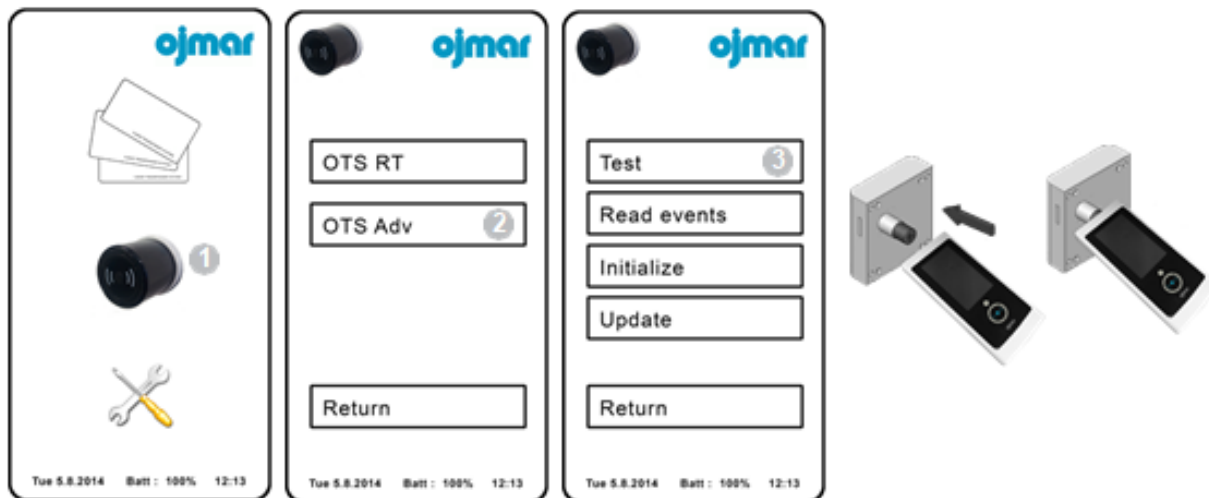 ojmar
1
Tue 5.8.2014 Batt : 100% 12:13
ojmar
OTS RT
OTS Adv 2
Return
Tue 5.8.2014 Batt : 100% 12:13
ojmar
Test 3
Read events
Initialize
Update
Return
Tue 5.8.2014 Batt : 100% 12:13